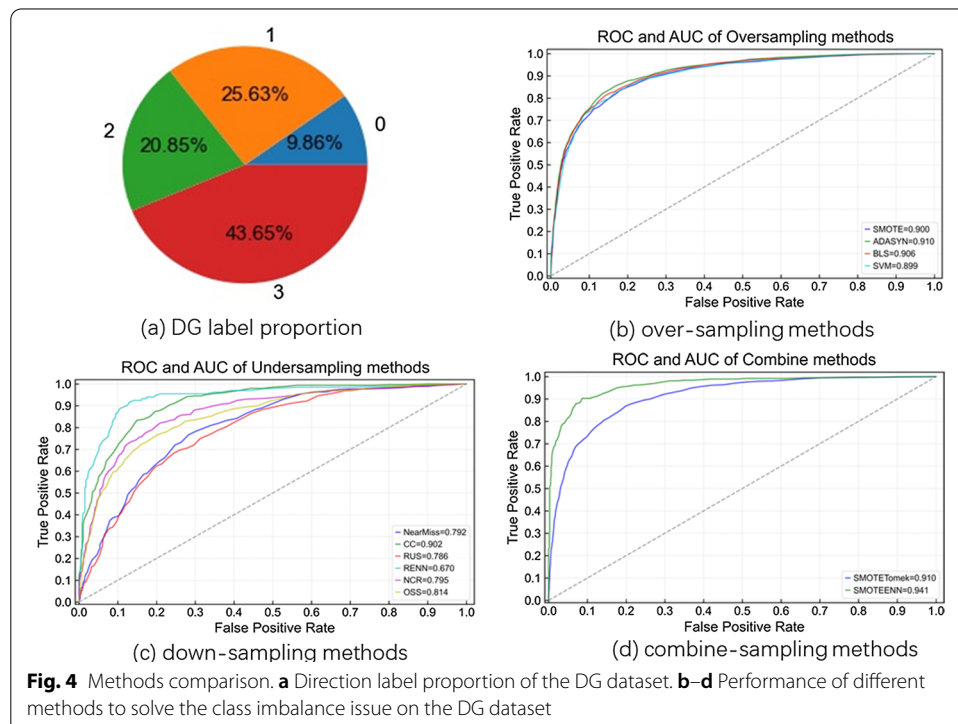 1
25.63%
0
2
20.85%
9.86%
43.65%
3
(a) DG label proportion
ROC and AUC of Oversampling methods
True Positive Rate
1.0
0.9
0.8
0.7
0.6
0.5
0.4
0.3
0.2
0.1
0.0
SMOTE=0.900
ADASYN=0.910
BLS=0.906
SVM=0.899
0.0 0.1 0.2 0.3 0.4 0.5 0.6 0.7 0.8 0.9 1.0
False Positive Rate
(b) over-sampling methods
ROC and AUC of Undersampling methods
True Positive Rate
1.0
0.9
0.8
0.7
0.6
0.5
0.4
0.3
0.2
0.1
0.0
NearMiss=0.792
CC=0.902
RUS=0.786
RENN=0.670
NCR=0.795
OSS=0.814
0.0 0.1 0.2 0.3 0.4 0.5 0.6 0.7 0.8 0.9 1.0
False Positive Rate
(c) down-sampling methods
ROC and AUC of Combine methods
True Positive Rate
1.0
0.9
0.8
0.7
0.6
0.5
0.4
0.3
0.2
0.1
0.0
SMOTETomek=0.910
SMOTEENN=0.941
0.0 0.1 0.2 0.3 0.4 0.5 0.6 0.7 0.8 0.9 1.0
False Positive Rate
(d) combine-sampling methods
Fig. 4 Methods comparison. a Direction label proportion of the DG dataset. b–d Performance of different
methods to solve the class imbalance issue on the DG dataset